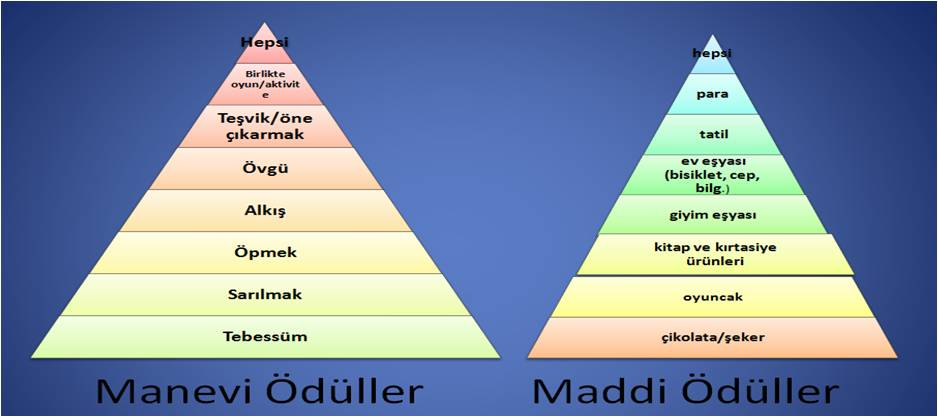 Hepsi
Birlikte
oyun/aktivit
e
Teşvik/öne
çıkarmak
Övgü
Alkış
Öpmek
Sarılmak
Tebessüm
Manevi Ödüller
hepsi
para
tatil
ev eşyası
(bisiklet, cep,
bilg.)
giyim eşyası
kitap ve kırtasiye
ürünleri
oyuncak
çikolata/şeker
Maddi Ödüller